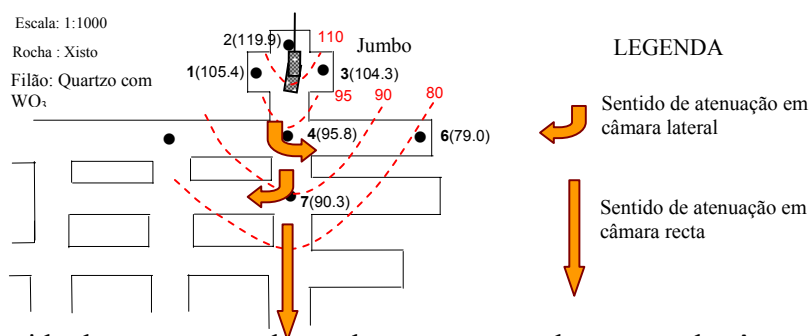 Escala: 1:1000
Rocha : Xisto
Filão: Quartzo com
WO₃
2(119.9)
110
Jumbo
1(105.4)
3(104.3)
95
90
80
4(95.8)
6(79.0)
7(90.3)
LEGENDA
Sentido de atenuação em
câmara lateral
Sentido de atenuação em
câmara recta